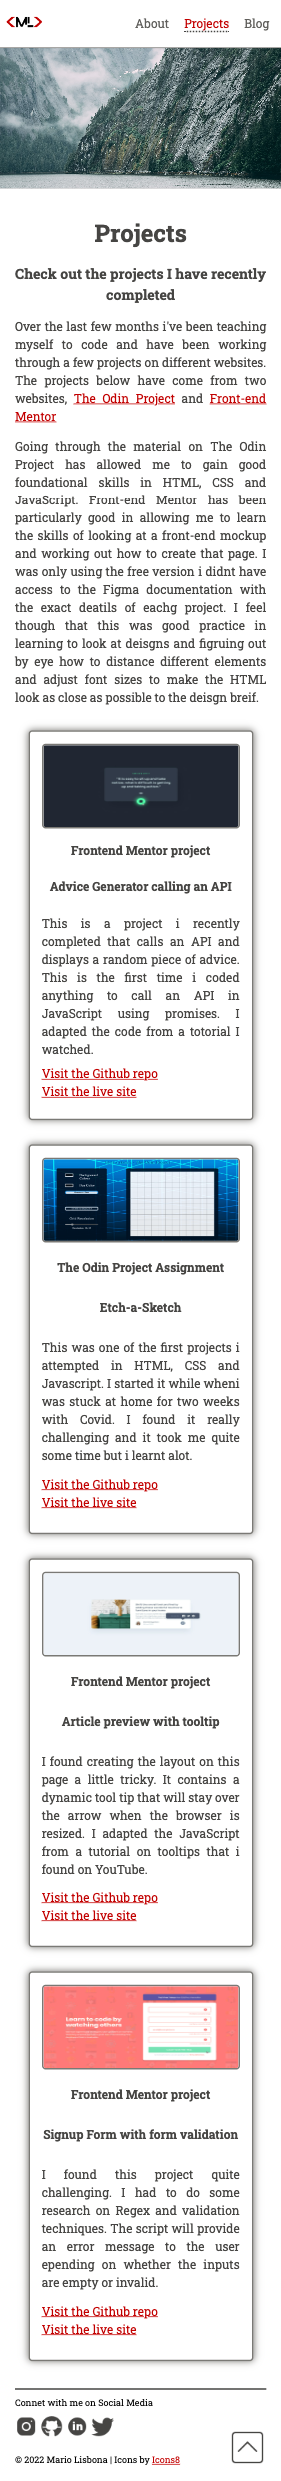 <ML>
About Projects Blog
Projects
Check out the projects I have recently
completed
Over the last few months i've been teaching
myself to code and have been working
through a few projects on different websites.
The projects below have come from two
websites, The Odin Project and Front-end
Mentor
Going through the material on The Odin
Project has allowed me to gain good
foundational skills in HTML, CSS and
JavaScript. Front-end Mentor has been
particularly good in allowing me to learn
the skills of looking at a front-end mockup
and working out how to create that page. I
was only using the free version i didnt have
access to the Figma documentation with
the exact deatils of eachg project. I feel
though that this was good practice in
learning to look at deisgns and figruing out
by eye how to distance different elements
and adjust font sizes to make the HTML
look as close as possible to the deisgn breif.
Frontend Mentor project
Advice Generator calling an API
This is a project i recently
completed that calls an API and
displays a random piece of advice.
This is the first time i coded
anything to call an API in
JavaScript using promises. I
adapted the code from a totorial I
watched.
Visit the Github repo
Visit the live site
The Odin Project Assignment
Etch-a-Sketch
This was one of the first projects i
attempted in HTML, CSS and
Javascript. I started it while wheni
was stuck at home for two weeks
with Covid. I found it really
challenging and it took me quite
some time but i learnt alot.
Visit the Github repo
Visit the live site
Frontend Mentor project
Article preview with tooltip
I found creating the layout on this
page a little tricky. It contains a
dynamic tool tip that will stay over
the arrow when the browser is
resized. I adapted the JavaScript
from a tutorial on tooltips that i
found on YouTube.
Visit the Github repo
Visit the live site
Learn to code by
watching others
Frontend Mentor project
Signup Form with form validation
I found this project quite
challenging. I had to do some
research on Regex and validation
techniques. The script will provide
an error message to the user
epending on whether the inputs
are empty or invalid.
Visit the Github repo
Visit the live site
Connet with me on Social Media
© 2022 Mario Lisbona | Icons by Icons8